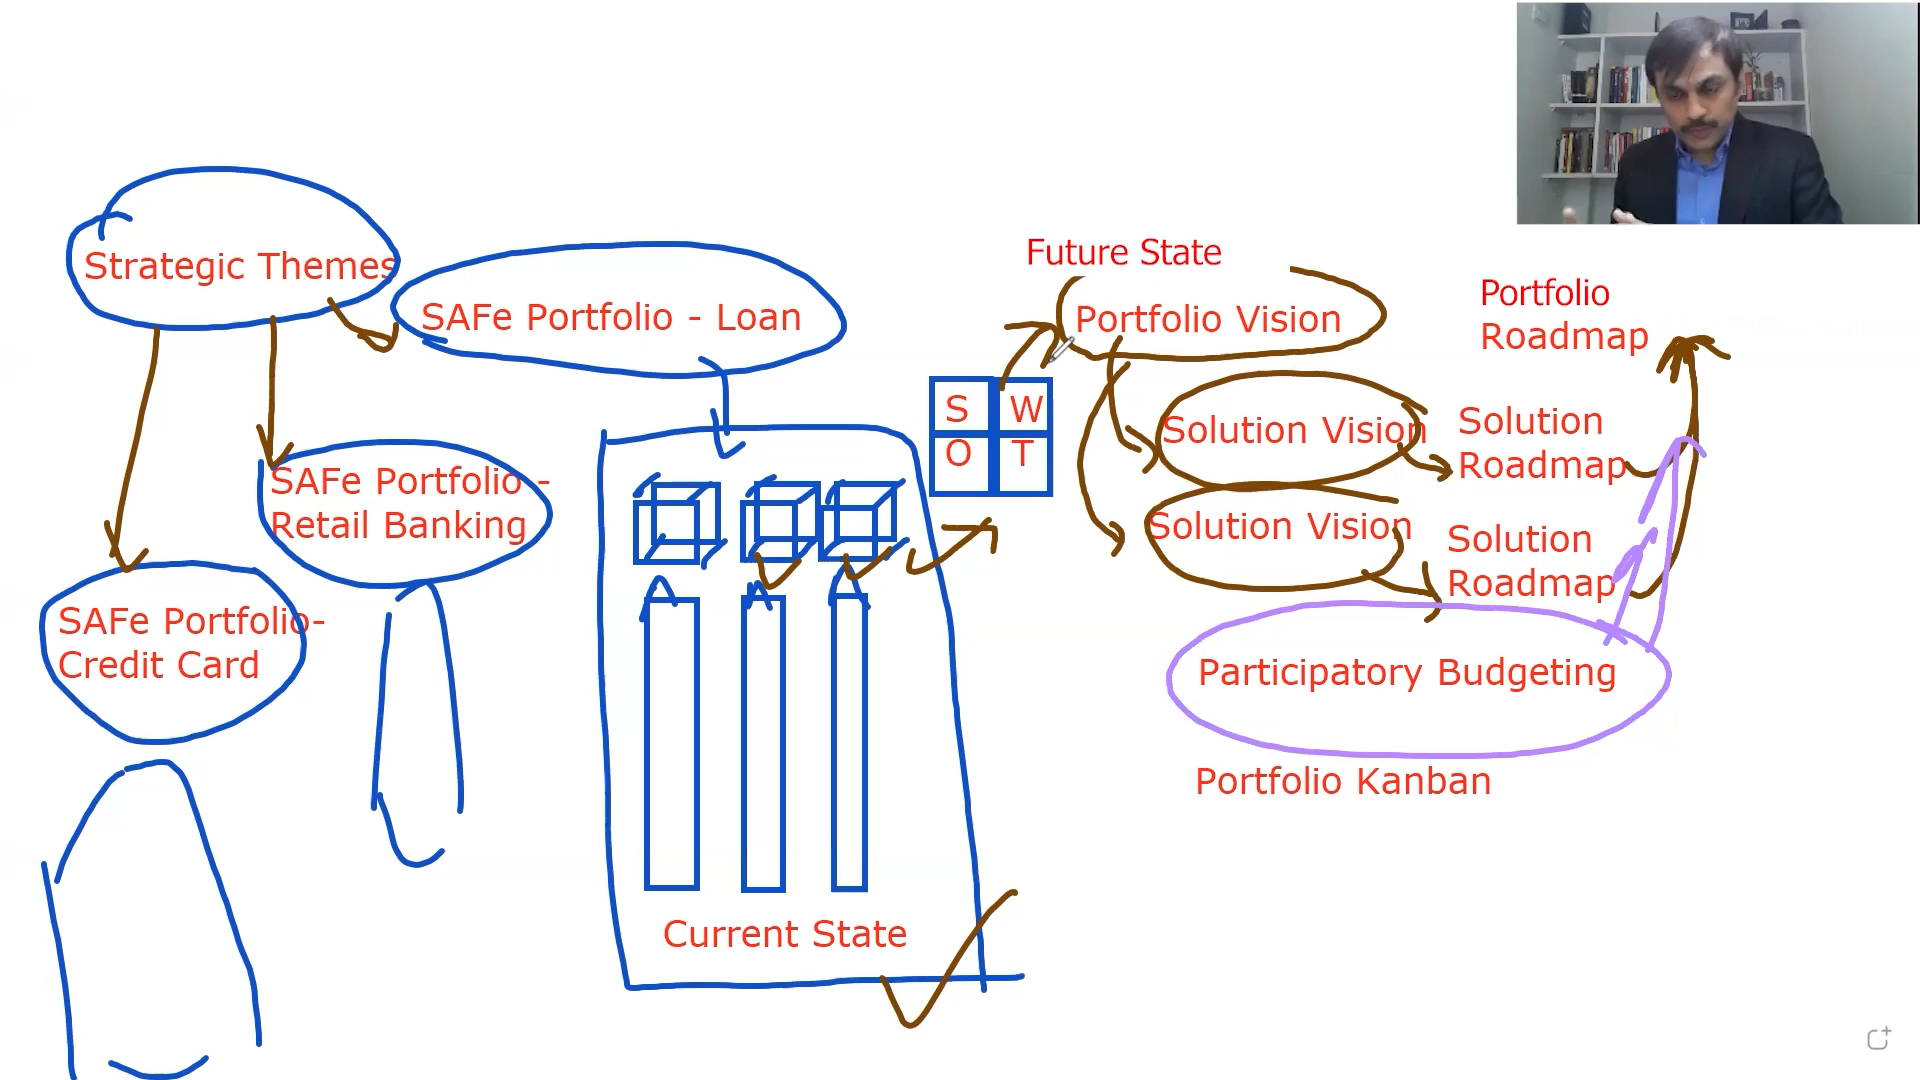 Strategic Themes
SAFe Portfolio - Loan
SAFe Portfolio -
Retail Banking
SAFe Portfolio-
Credit Card
Current State
S W
O T
Future State
Portfolio Vision
Solution Vision
Solution Vision
Portfolio
Roadmap
Solution
Roadmap
Solution
Roadmap
Participatory Budgeting
Portfolio Kanban